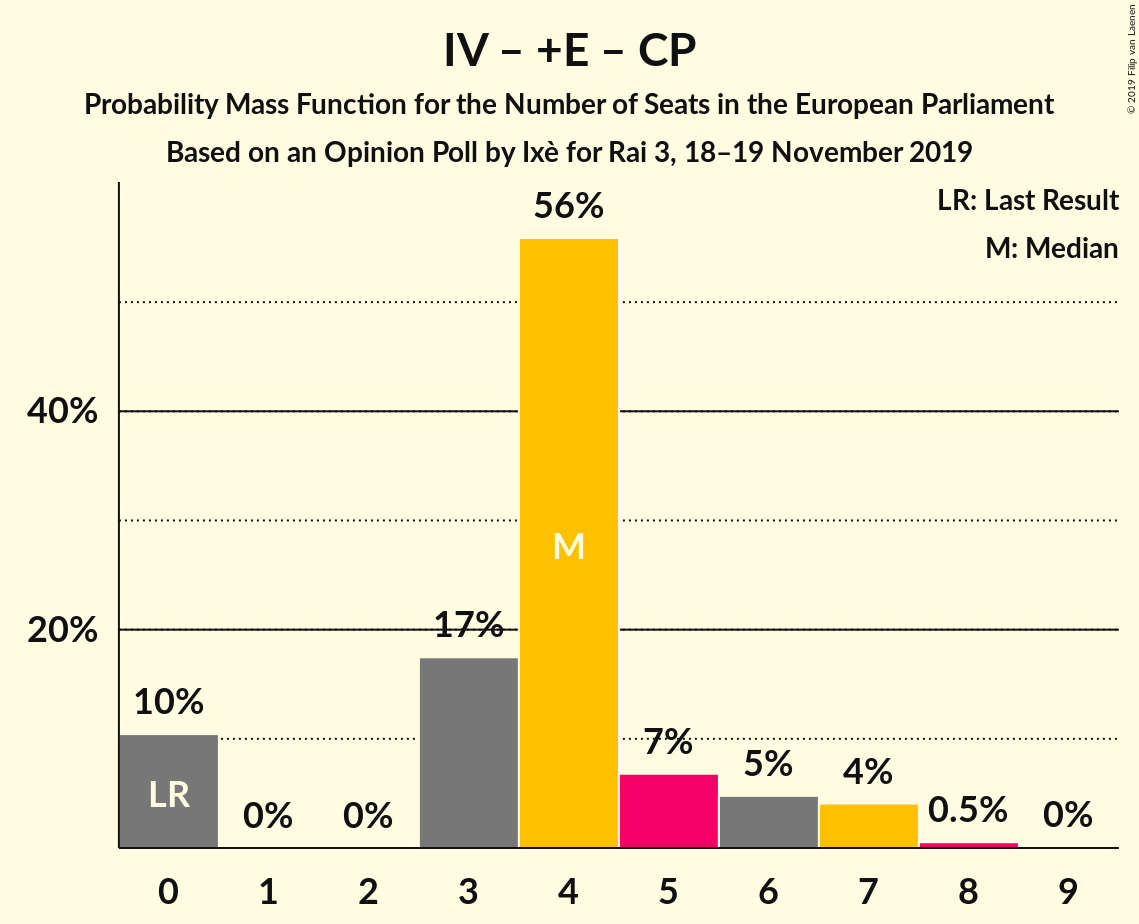 IV – +E – CP
Probability Mass Function for the Number of Seats in the European Parliament
Based on an Opinion Poll by Ixè for Rai 3, 18–19 November 2019
© 2019 Filip van Laenen
LR: Last Result
M: Median
56%
40%
M
20%
17%
10%
LR
0%
0%
7%
5%
4%
0.5%
0%
0 1 2 3 4 5 6 7 8 9